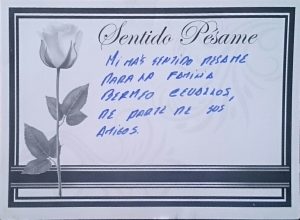 Sentido Pésame
MI MAS SENTIDO PESAME
PARA LA FAMILIA
BERMEO CEVALLOS,
DE PARTE DE SUS
AMIGOS.